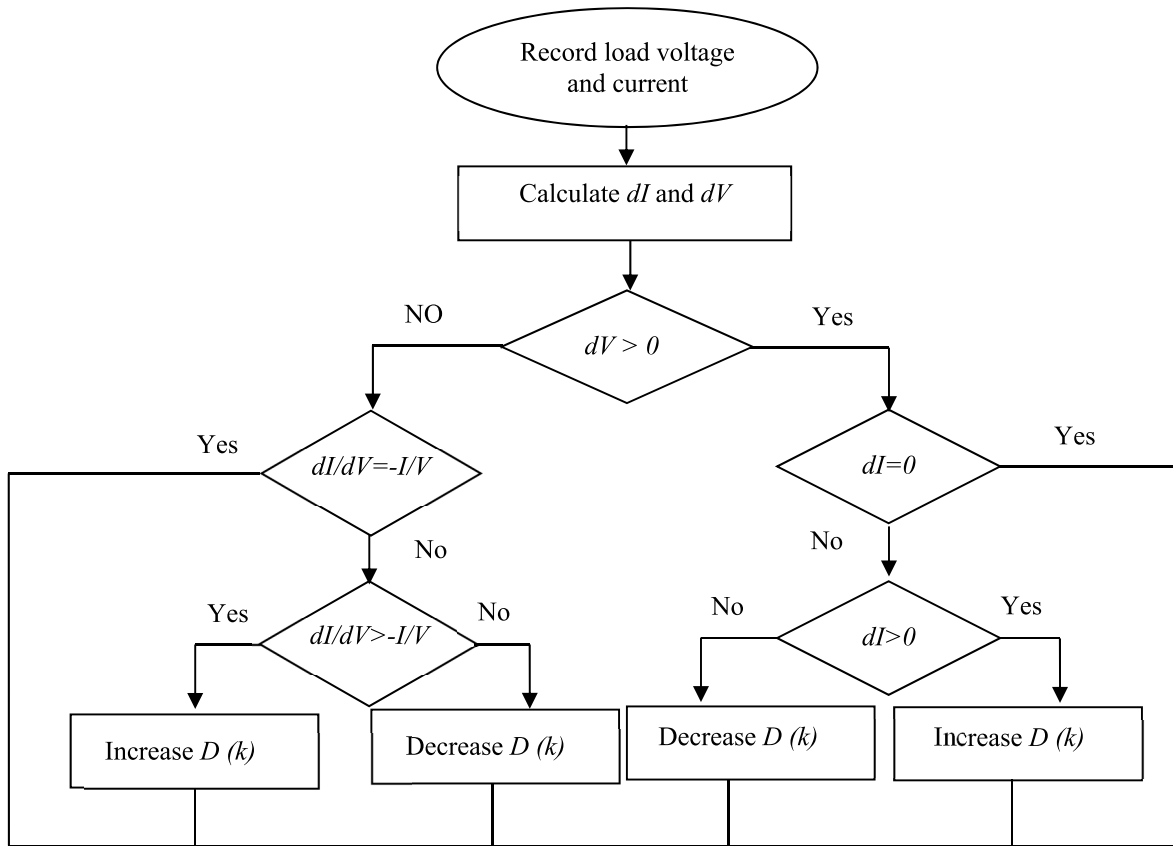 Record load voltage
and current
Calculate dI and dV
NO
Yes
dV > 0
Yes
dI/dV=-I/V
dI=0
Yes
No
No
Yes
dI/dV>-I/V
No
No
dI>0
Yes
Increase D (k)
Decrease D (k)
Decrease D (k)
Increase D (k)